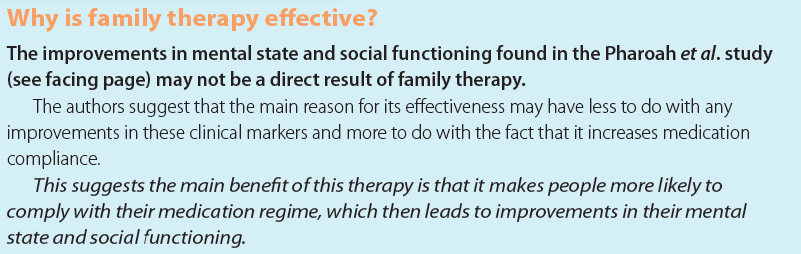 Why is family therapy effective?
The improvements in mental state and social functioning found in the Pharoah et al. study
(see facing page) may not be a direct result of family therapy.
The authors suggest that the main reason for its effectiveness may have less to do with any
improvements in these clinical markers and more to do with the fact that it increases medication
compliance.
This suggests the main benefit of this therapy is that it makes people more likely to
comply with their medication regime, which then leads to improvements in their mental
state and social functioning.